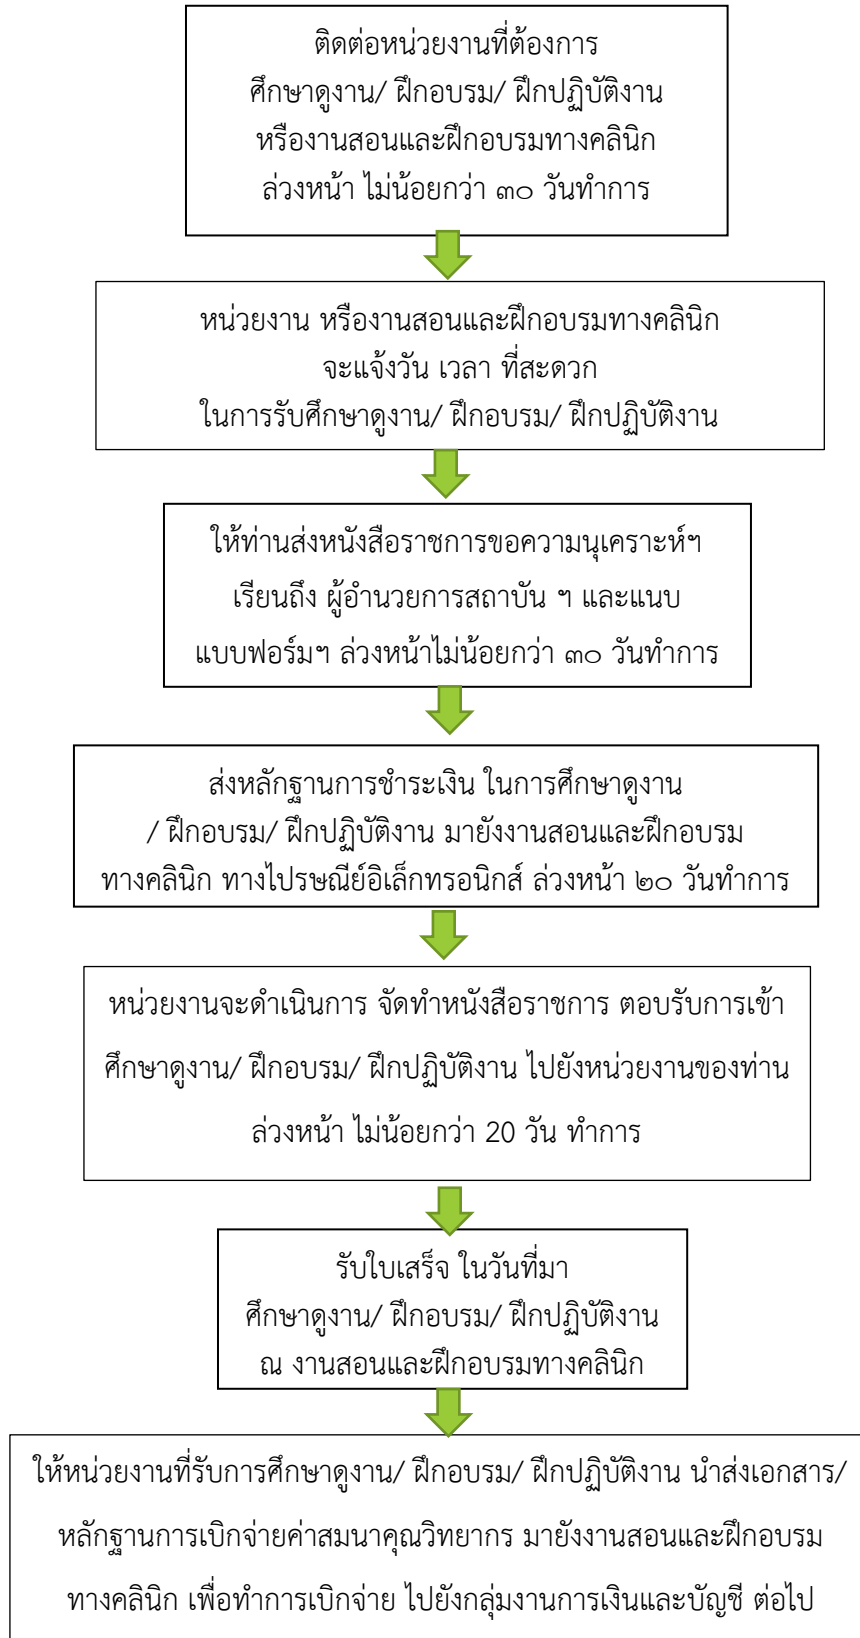 ติดต่อหน่วยงานที่ต้องการ
ศึกษาดูงาน/ ฝึกอบรม/ ฝึกปฏิบัติงาน
หรืองานสอนและฝึกอบรมทางคลินิก
ล่วงหน้า ไม่น้อยกว่า ๓๐ วันทำการ
หน่วยงาน หรืองานสอนและฝึกอบรมทางคลินิก
จะแจ้งวัน เวลา ที่สะดวก
ในการรับศึกษาดูงาน/ ฝึกอบรม/ ฝึกปฏิบัติงาน
ให้ท่านส่งหนังสือราชการขอความนุเคราะห์ฯ
เรียนถึง ผู้อำนวยการสถาบัน ฯ และแนบ
แบบฟอร์มฯ ล่วงหน้าไม่น้อยกว่า ๓๐ วันทำการ
ส่งหลักฐานการชำระเงิน ในการศึกษาดูงาน
/ ฝึกอบรม/ ฝึกปฏิบัติงาน มายังงานสอนและฝึกอบรม
ทางคลินิก ทางไปรษณีย์อิเล็กทรอนิกส์ ล่วงหน้า ๒๐ วันทำการ
หน่วยงานจะดำเนินการ จัดทำหนังสือราชการ ตอบรับการเข้า
ศึกษาดูงาน/ ฝึกอบรม/ ฝึกปฏิบัติงาน ไปยังหน่วยงานของท่าน
ล่วงหน้า ไม่น้อยกว่า 20 วัน ทำการ
รับใบเสร็จ ในวันที่มา
ศึกษาดูงาน/ ฝึกอบรม/ ฝึกปฏิบัติงาน
ณ งานสอนและฝึกอบรมทางคลินิก
ให้หน่วยงานที่รับการศึกษาดูงาน/ ฝึกอบรม/ ฝึกปฏิบัติงาน นำส่งเอกสาร/
หลักฐานการเบิกจ่ายค่าสมนาคุณวิทยากร มายังงานสอนและฝึกอบรม
ทางคลินิก เพื่อทำการเบิกจ่าย ไปยังกลุ่มงานการเงินและบัญชี ต่อไป